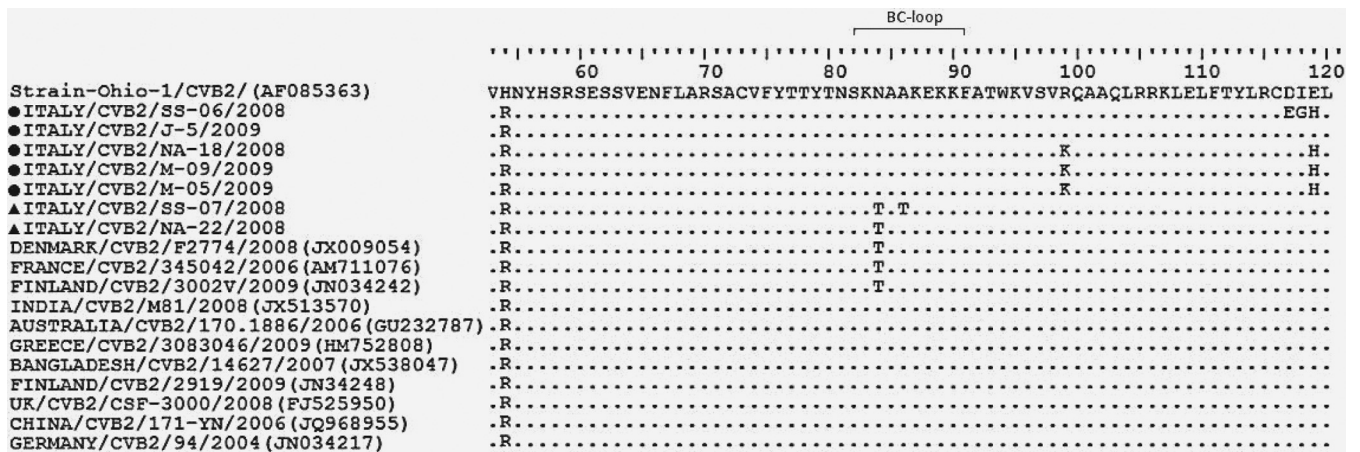 BC-loop
60 70 80 90 100 110 120
Strain-Ohio-1/CVB2/(AF085363) VHNYHSRSESSVENFLARSACVFYTTYTNSKNAAKEKKFATWKVSVRQAAQLRRKLELFTYLRCDIEL
●ITALY/CVB2/SS-06/2008 .R..............................................................EGH.
●ITALY/CVB2/J-5/2009 .R..................................................................
●ITALY/CVB2/NA-18/2008 .R............................................K...................H.
●ITALY/CVB2/M-09/2009 .R............................................K...................H.
●ITALY/CVB2/M-05/2009 .R............................................K...................H.
▲ITALY/CVB2/SS-07/2008 .R.............................T.T..................................
▲ITALY/CVB2/NA-22/2008 .R.............................T....................................
DENMARK/CVB2/F2774/2008(JX009054) .R.............................T....................................
FRANCE/CVB2/345042/2006(AM711076) .R.............................T....................................
FINLAND/CVB2/3002V/2009(JN034242) .R.............................T....................................
INDIA/CVB2/M81/2008(JX513570) .R..................................................................
AUSTRALIA/CVB2/170.1886/2006(GU232787) .R..................................................................
GREECE/CVB2/3083046/2009(HM752808) .R..................................................................
BANGLADESH/CVB2/14627/2007(JX538047) .R..................................................................
FINLAND/CVB2/2919/2009(JN34248) .R..................................................................
UK/CVB2/CSF-3000/2008(FJ525950) .R..................................................................
CHINA/CVB2/171-YN/2006(JQ968955) .R..................................................................
GERMANY/CVB2/94/2004(JN034217) .R..................................................................